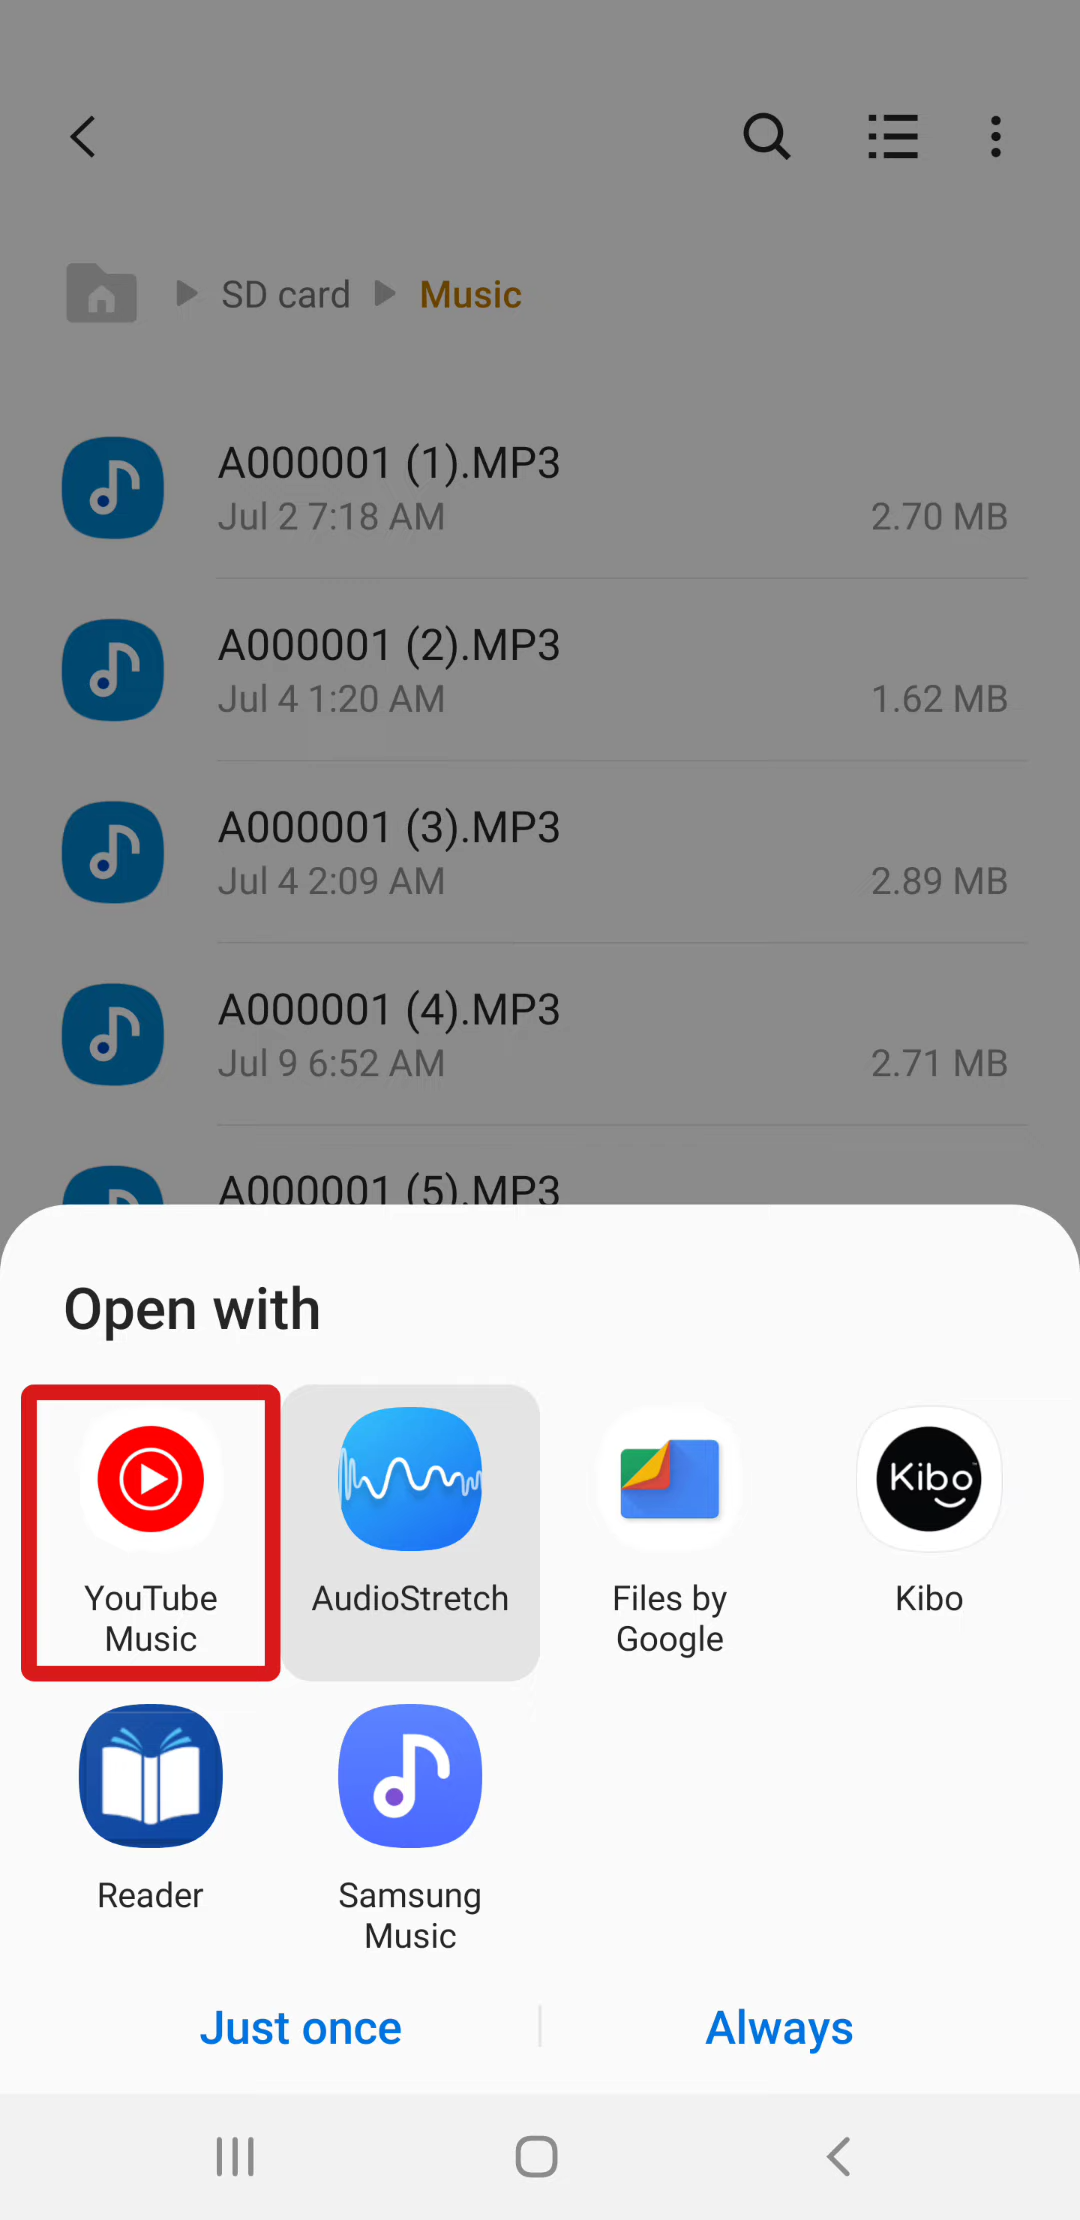 SD card Music
A000001 (1).MP3
Jul 2 7:18 AM 2.70 MB
A000001 (2).MP3
Jul 4 1:20 AM 1.62 MB
A000001 (3).MP3
Jul 4 2:09 AM 2.89 MB
A000001 (4).MP3
Jul 9 6:52 AM 2.71 MB
A000001 (5).MP3
Open with
Kibo
YouTube Music
AudioStretch
Files by Google
Kibo
Reader
Samsung Music
Just once
Always